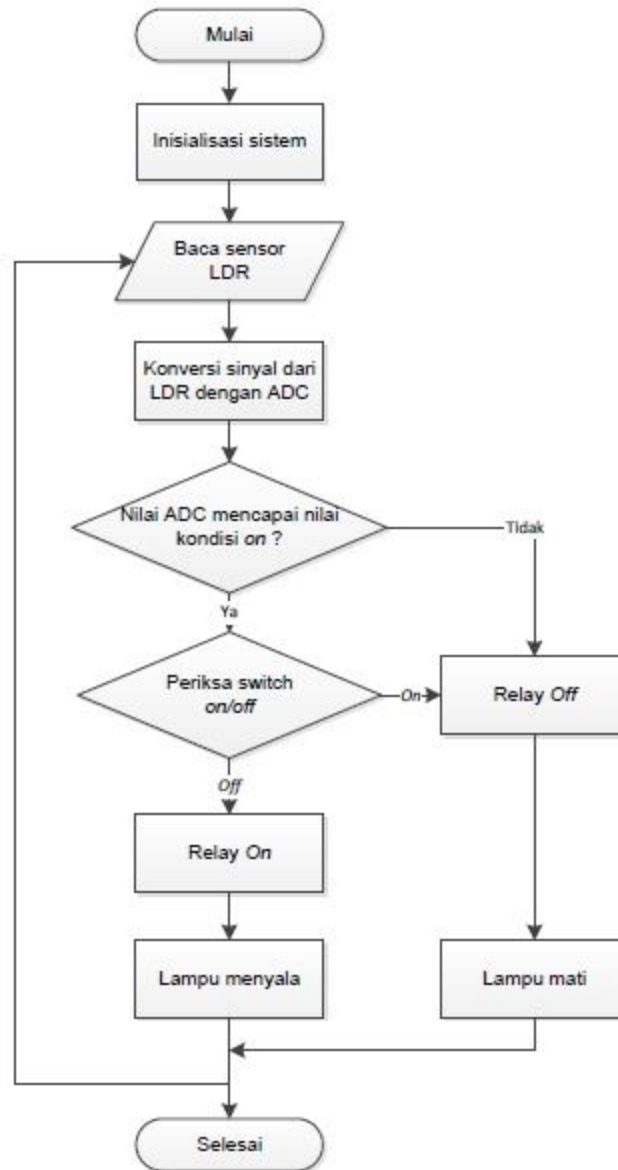 Mulai
Inisialisasi sistem
Baca sensor
LDR
Konversi sinyal dari
LDR dengan ADC
Nilai ADC mencapai nilai
kondisi on ?
Tidak
Ya
Periksa switch
on/off
On
Relay Off
Off
Relay On
Lampu menyala
Lampu mati
Selesai